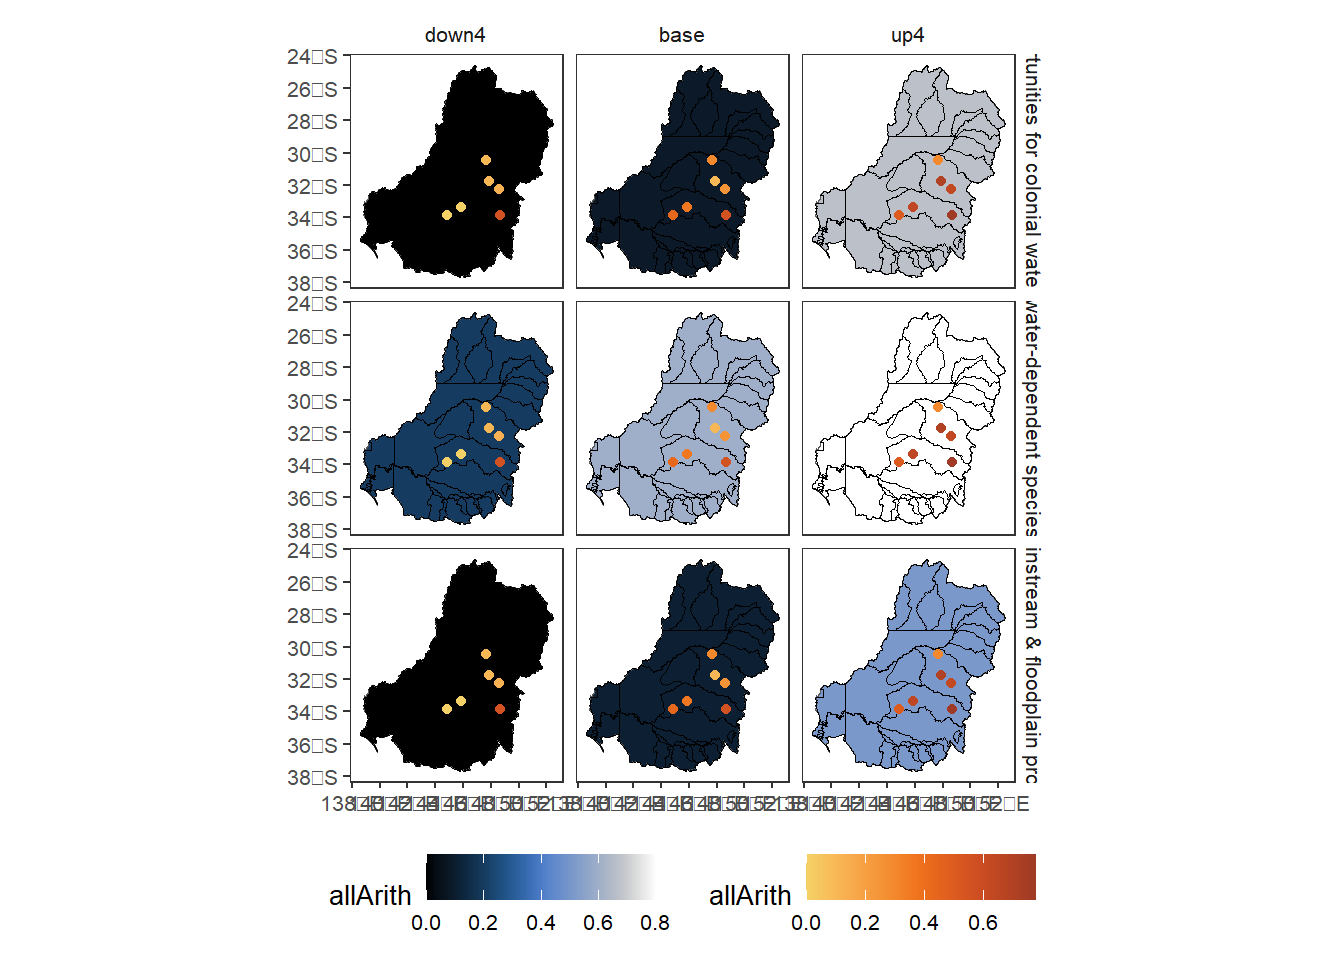 down4 base up4
24□S
26□S
28□S
30□S
32□S
34□S
36□S
38□S
tunities for colonial wate
24□S
26□S
28□S
30□S
32□S
34□S
36□S
38□S
water-dependent species
24□S
26□S
28□S
30□S
32□S
34□S
36□S
38□S
instream & floodplain prc
allArith
0.0 0.2 0.4 0.6 0.8
allArith
0.0 0.2 0.4 0.6